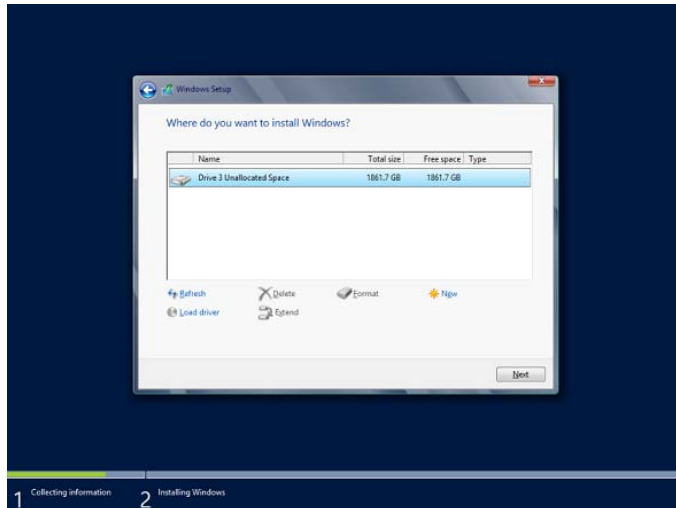 Windows Setup
Where do you want to install Windows?
Name Total size Free space Type
Drive 3 Unallocated Space 1861.7 GB 1861.7 GB
Refresh Delete Format New
Load driver Extend
Next
1 Collecting information 2 Installing Windows